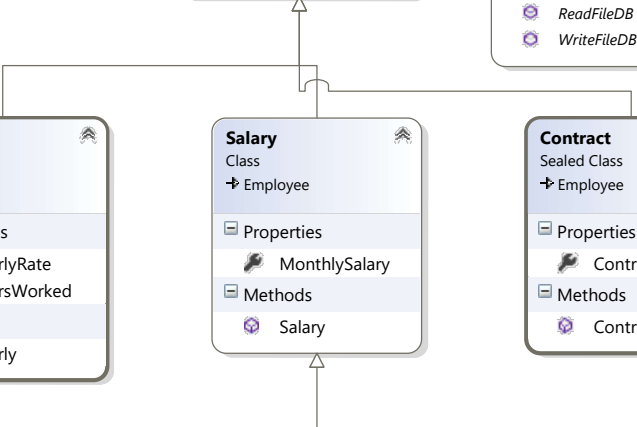 ReadFileDB
WriteFileDB
s
rlyRate
rsWorked
rly
Salary
Class
Employee
Properties
MonthlySalary
Methods
Salary
Contract
Sealed Class
Employee
Properties
Contr
Methods
Contr